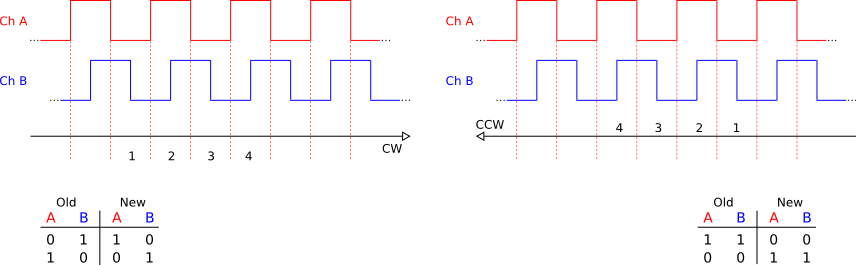 Ch A
Ch B
CW
1 2 3 4
Old New
A B A B
0 1 1 0
1 0 0 1
Ch A
Ch B
CCW
4 3 2 1
Old New
A B A B
1 1 0 0
0 0 1 1